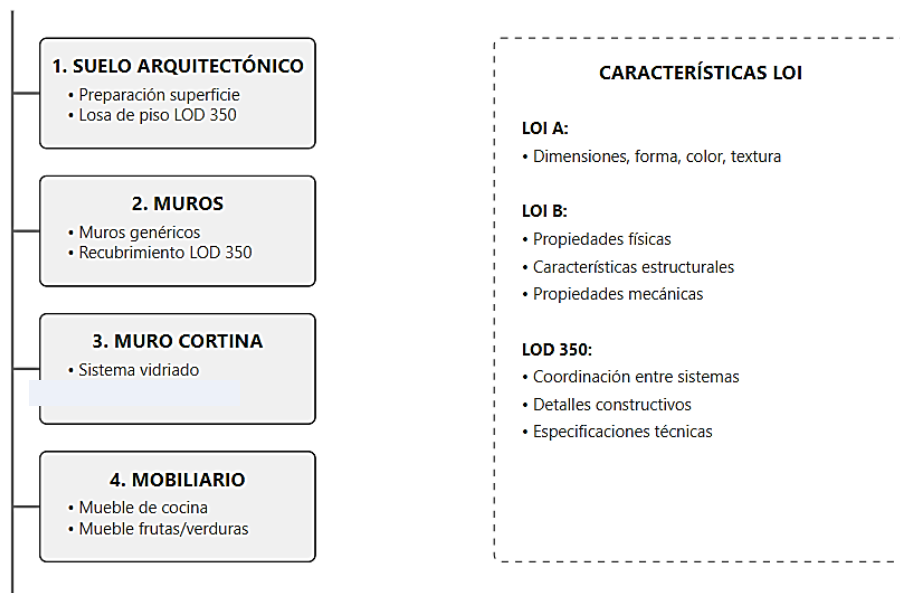 1. SUELO ARQUITECTÓNICO
• Preparación superficie
• Losa de piso LOD 350
2. MUROS
• Muros genéricos
• Recubrimiento LOD 350
3. MURO CORTINA
• Sistema vidriado
4. MOBILIARIO
• Mueble de cocina
• Mueble frutas/verduras
CARACTERÍSTICAS LOI
LOI A:
• Dimensiones, forma, color, textura
LOI B:
• Propiedades físicas
• Características estructurales
• Propiedades mecánicas
LOD 350:
• Coordinación entre sistemas
• Detalles constructivos
• Especificaciones técnicas